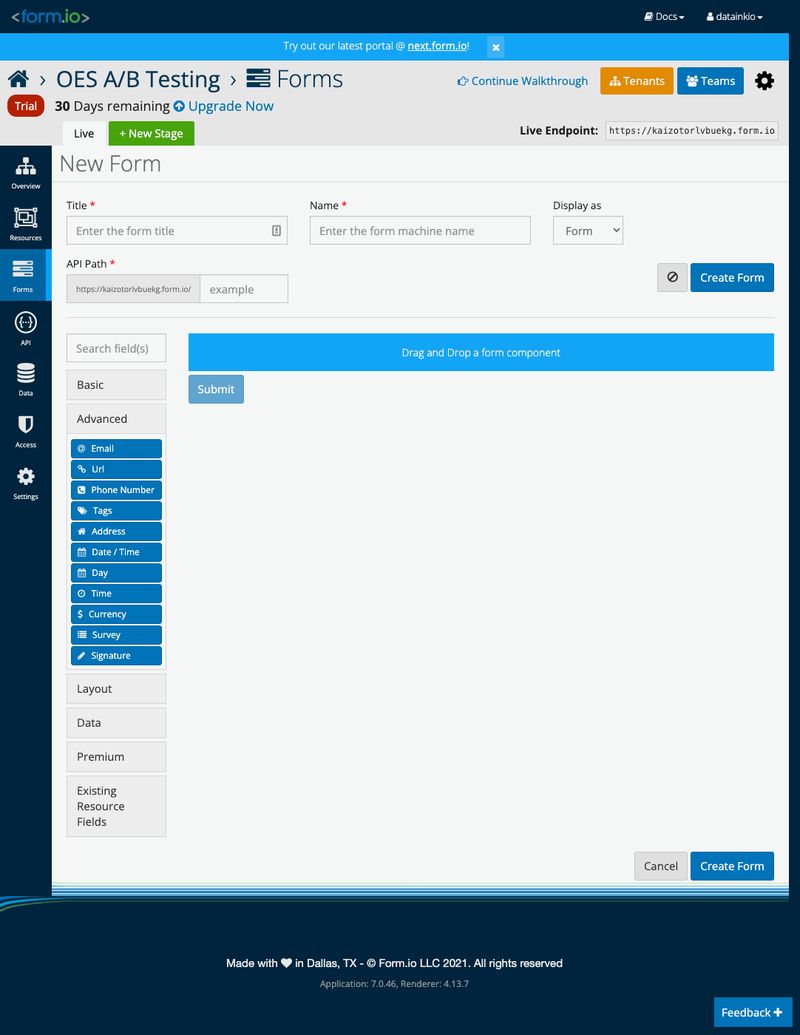 <form.io>
Docs
datainkio
Try out our latest portal @ next.form.io!
×
OES A/B Testing
Forms
Continue Walkthrough
Tenants
Teams
Trial
30 Days remaining Upgrade Now
Live
+ New Stage
Live Endpoint:
https://kaizotorlvbuekg.form.io
Overview
Resources
Forms
API
Data
Access
Settings
New Form
Title *
Enter the form title
Name *
Enter the form machine name
Display as
Form
API Path *
https://kaizotorlvbuekg.form.io/
example
Create Form
Search field(s)
Basic
Advanced
Email
Url
Phone Number
Tags
Address
Date / Time
Day
Time
$ Currency
Survey
Signature
Layout
Data
Premium
Existing
Resource
Fields
Drag and Drop a form component
Submit
Cancel
Create Form
Made with ❤ in Dallas, TX - © Form.io LLC 2021. All rights reserved
Application: 7.0.46, Renderer: 4.13.7
Feedback +